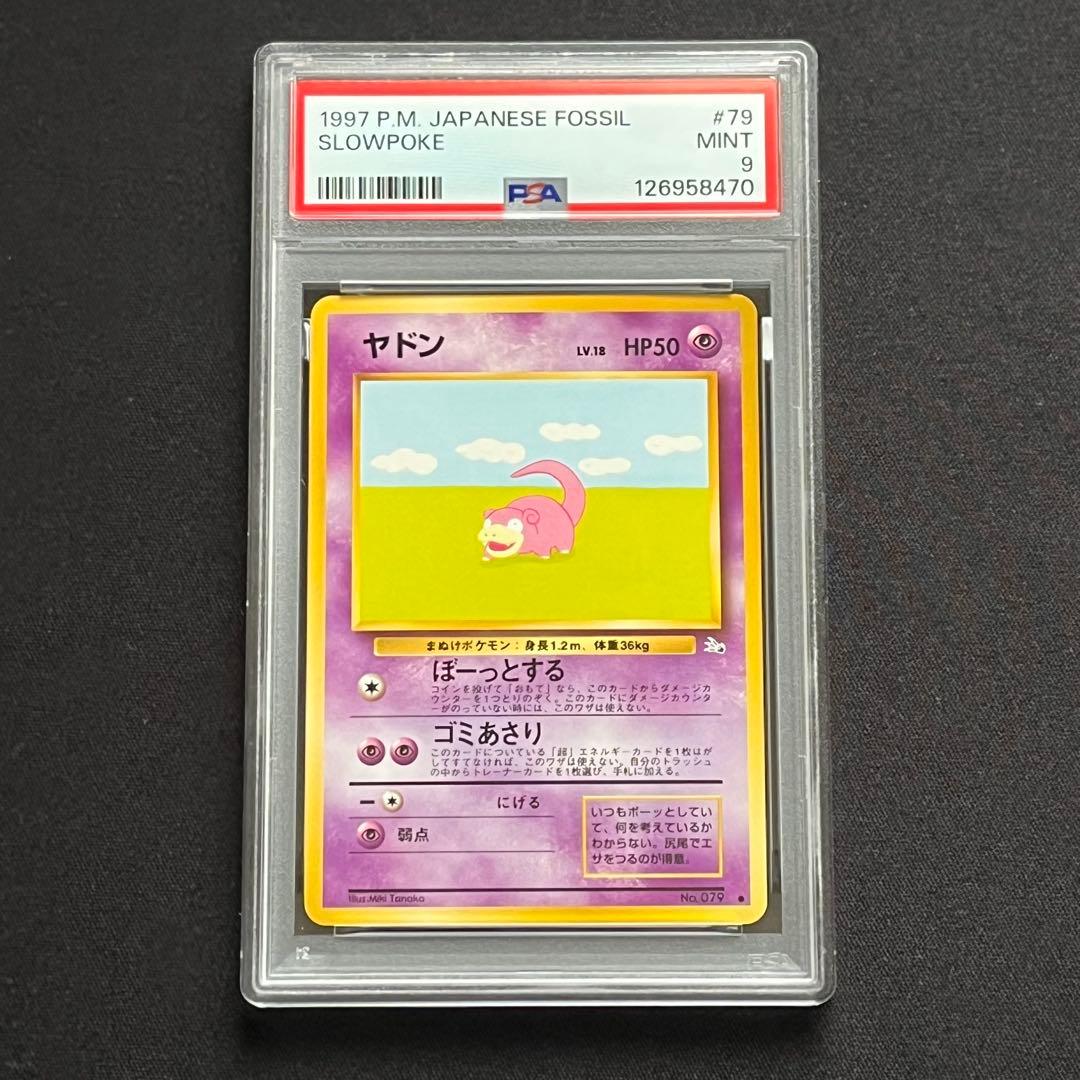 1997 P.M. JAPANESE FOSSIL #79
SLOWPOKE MINT
9
PSA 126958470
ヤドン LV.18 HP50
まぬけポケモン：身長1.2m、体重36kg
ぼーっとする
コインを投げて「おもて」なら、このカードからダメージカ
ウンターを1つとりのぞく。このカードにダメージカウンタ
ーがのっていない時には、このワザは使えない。
ゴミあさり
このカードについている「超」エネルギーカードを1枚はが
してすてなければ、このワザは使えない。自分のトラッシュ
の中からトレーナーカードを1枚選び、手札に加える。
にげる
弱点
いつもボーッとしてい
て、何を考えているか
わからない。尻尾でエ
サをつるのが得意。
Illus.Miki Tanaka No. 079
PSA